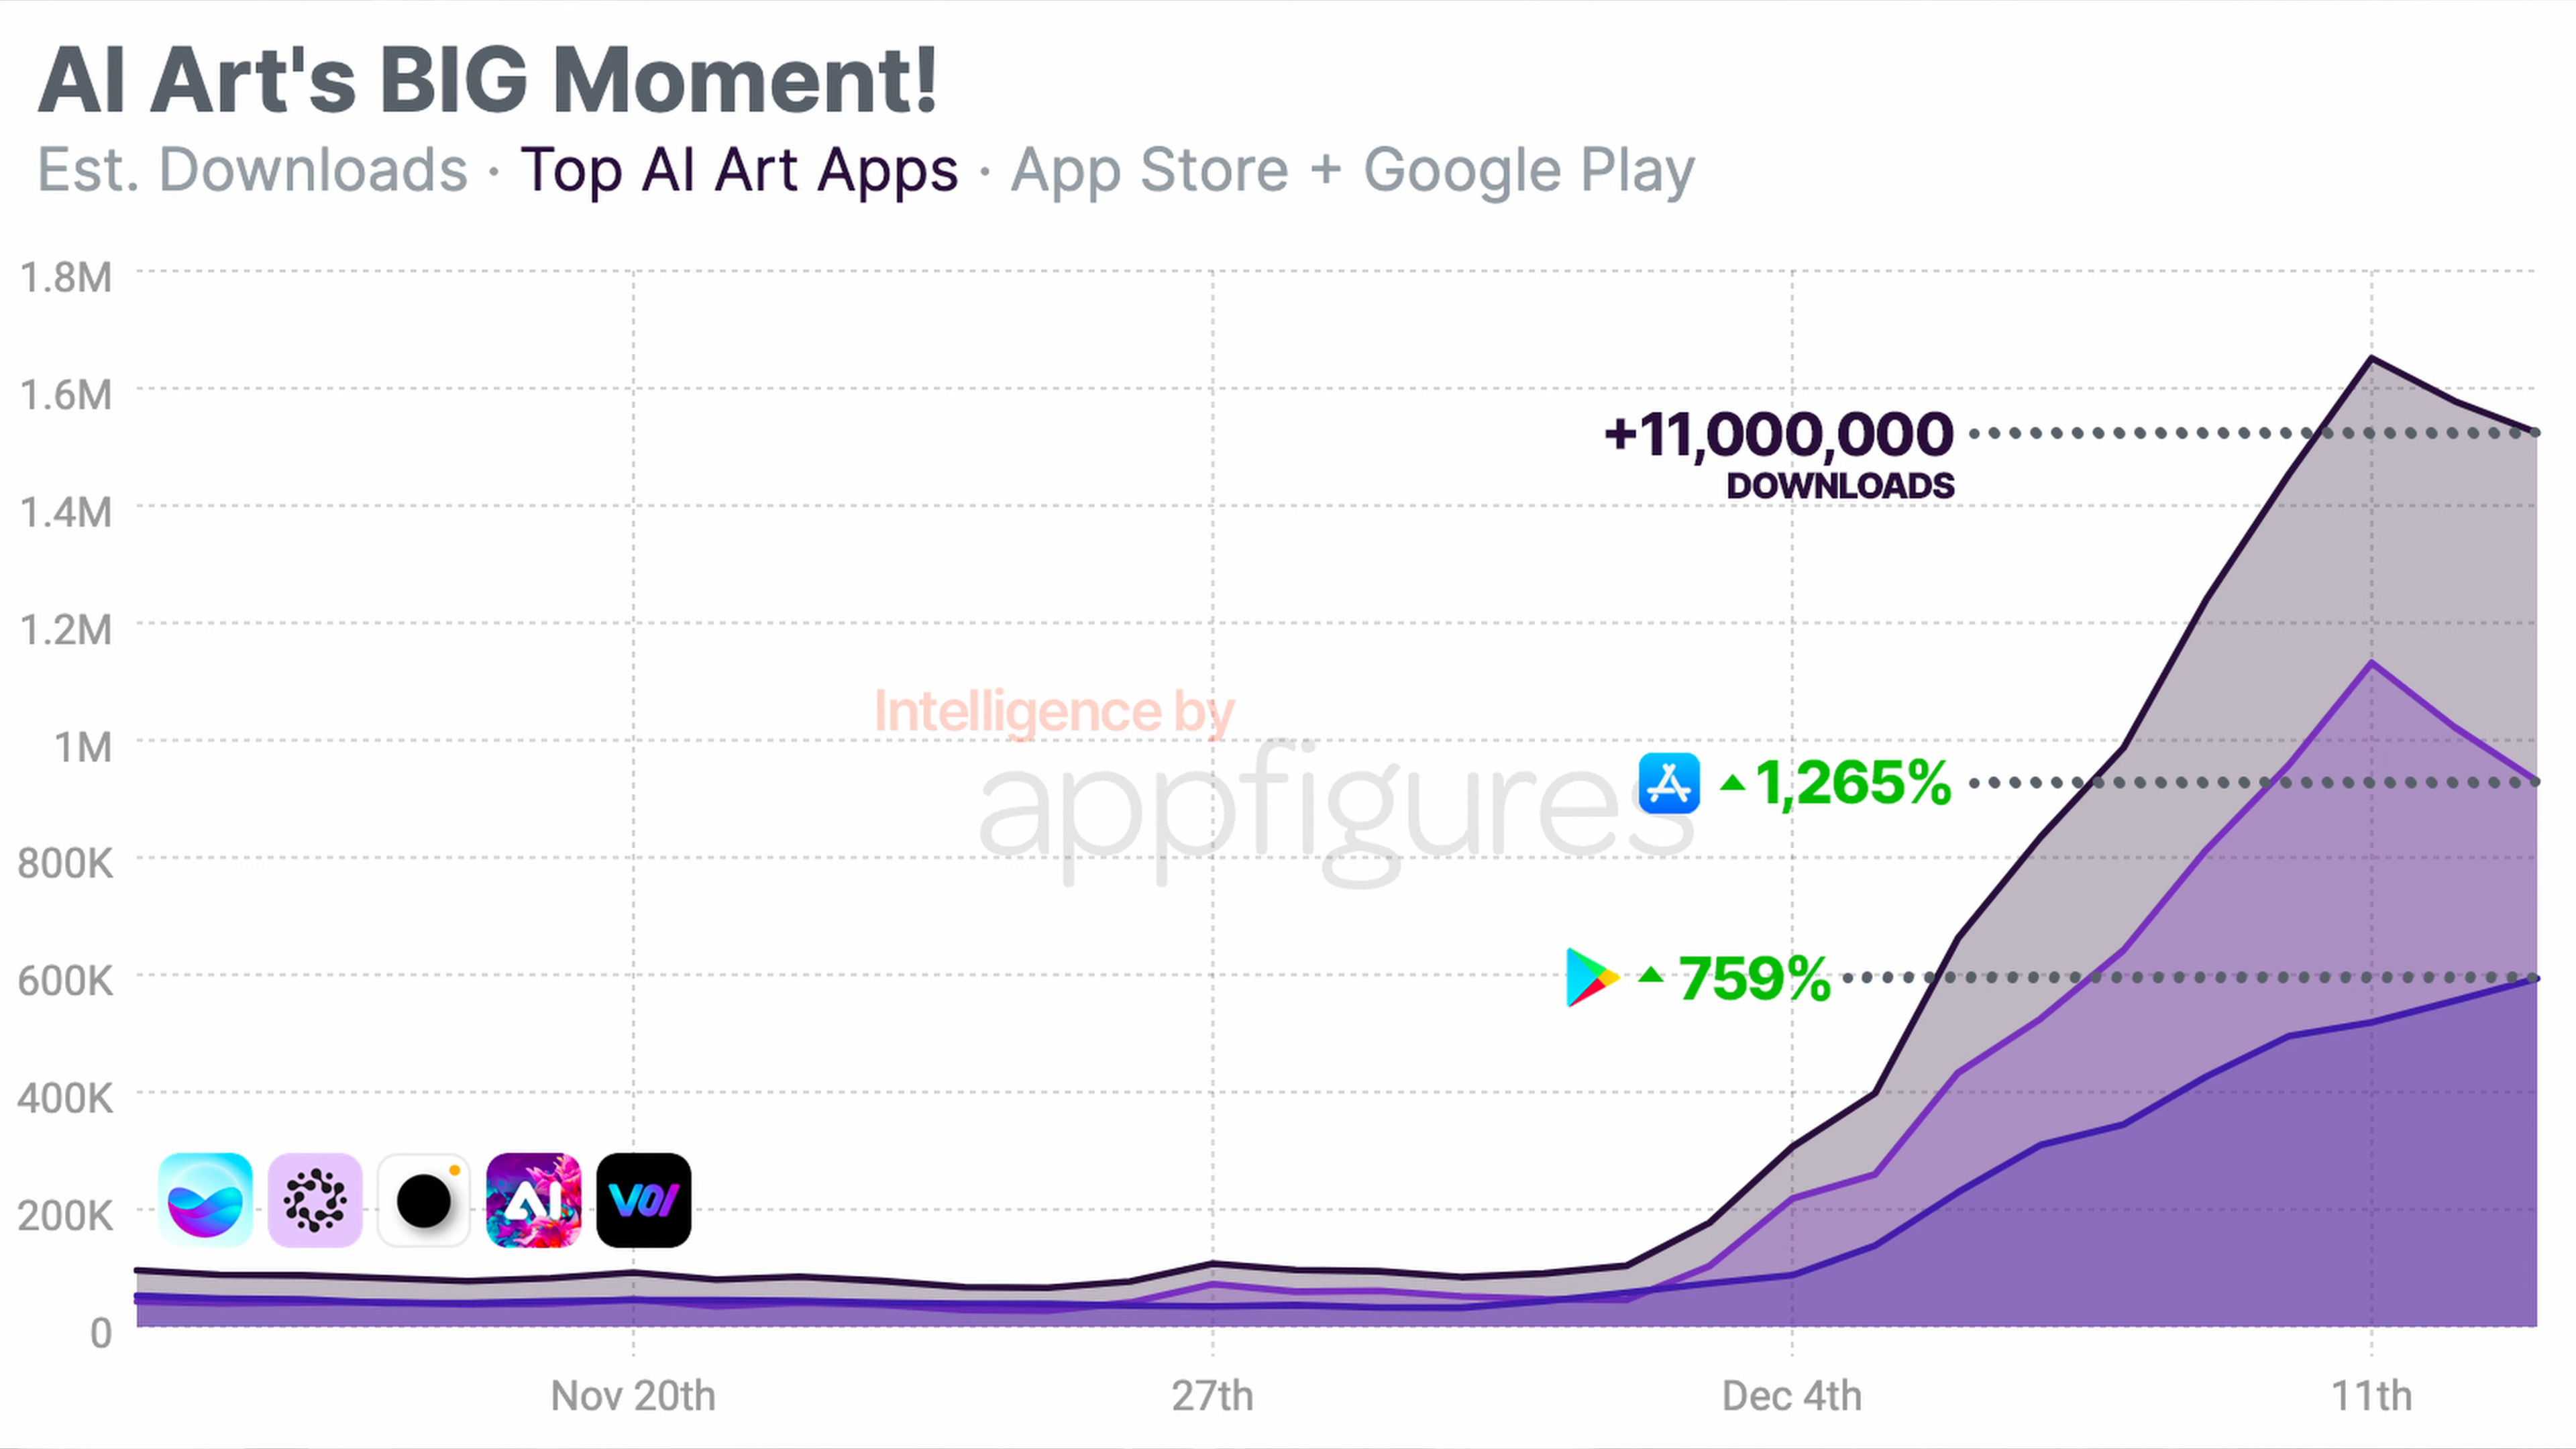 AI Art's BIG Moment!
Est. Downloads · Top AI Art Apps · App Store + Google Play
1.8M
1.6M
+11,000,000
DOWNLOADS
1.4M
1.2M
Intelligence by
appfigures
1M
1,265%
800K
759%
600K
400K
AI
VOI
200K
0
Nov 20th
27th
Dec 4th
11th